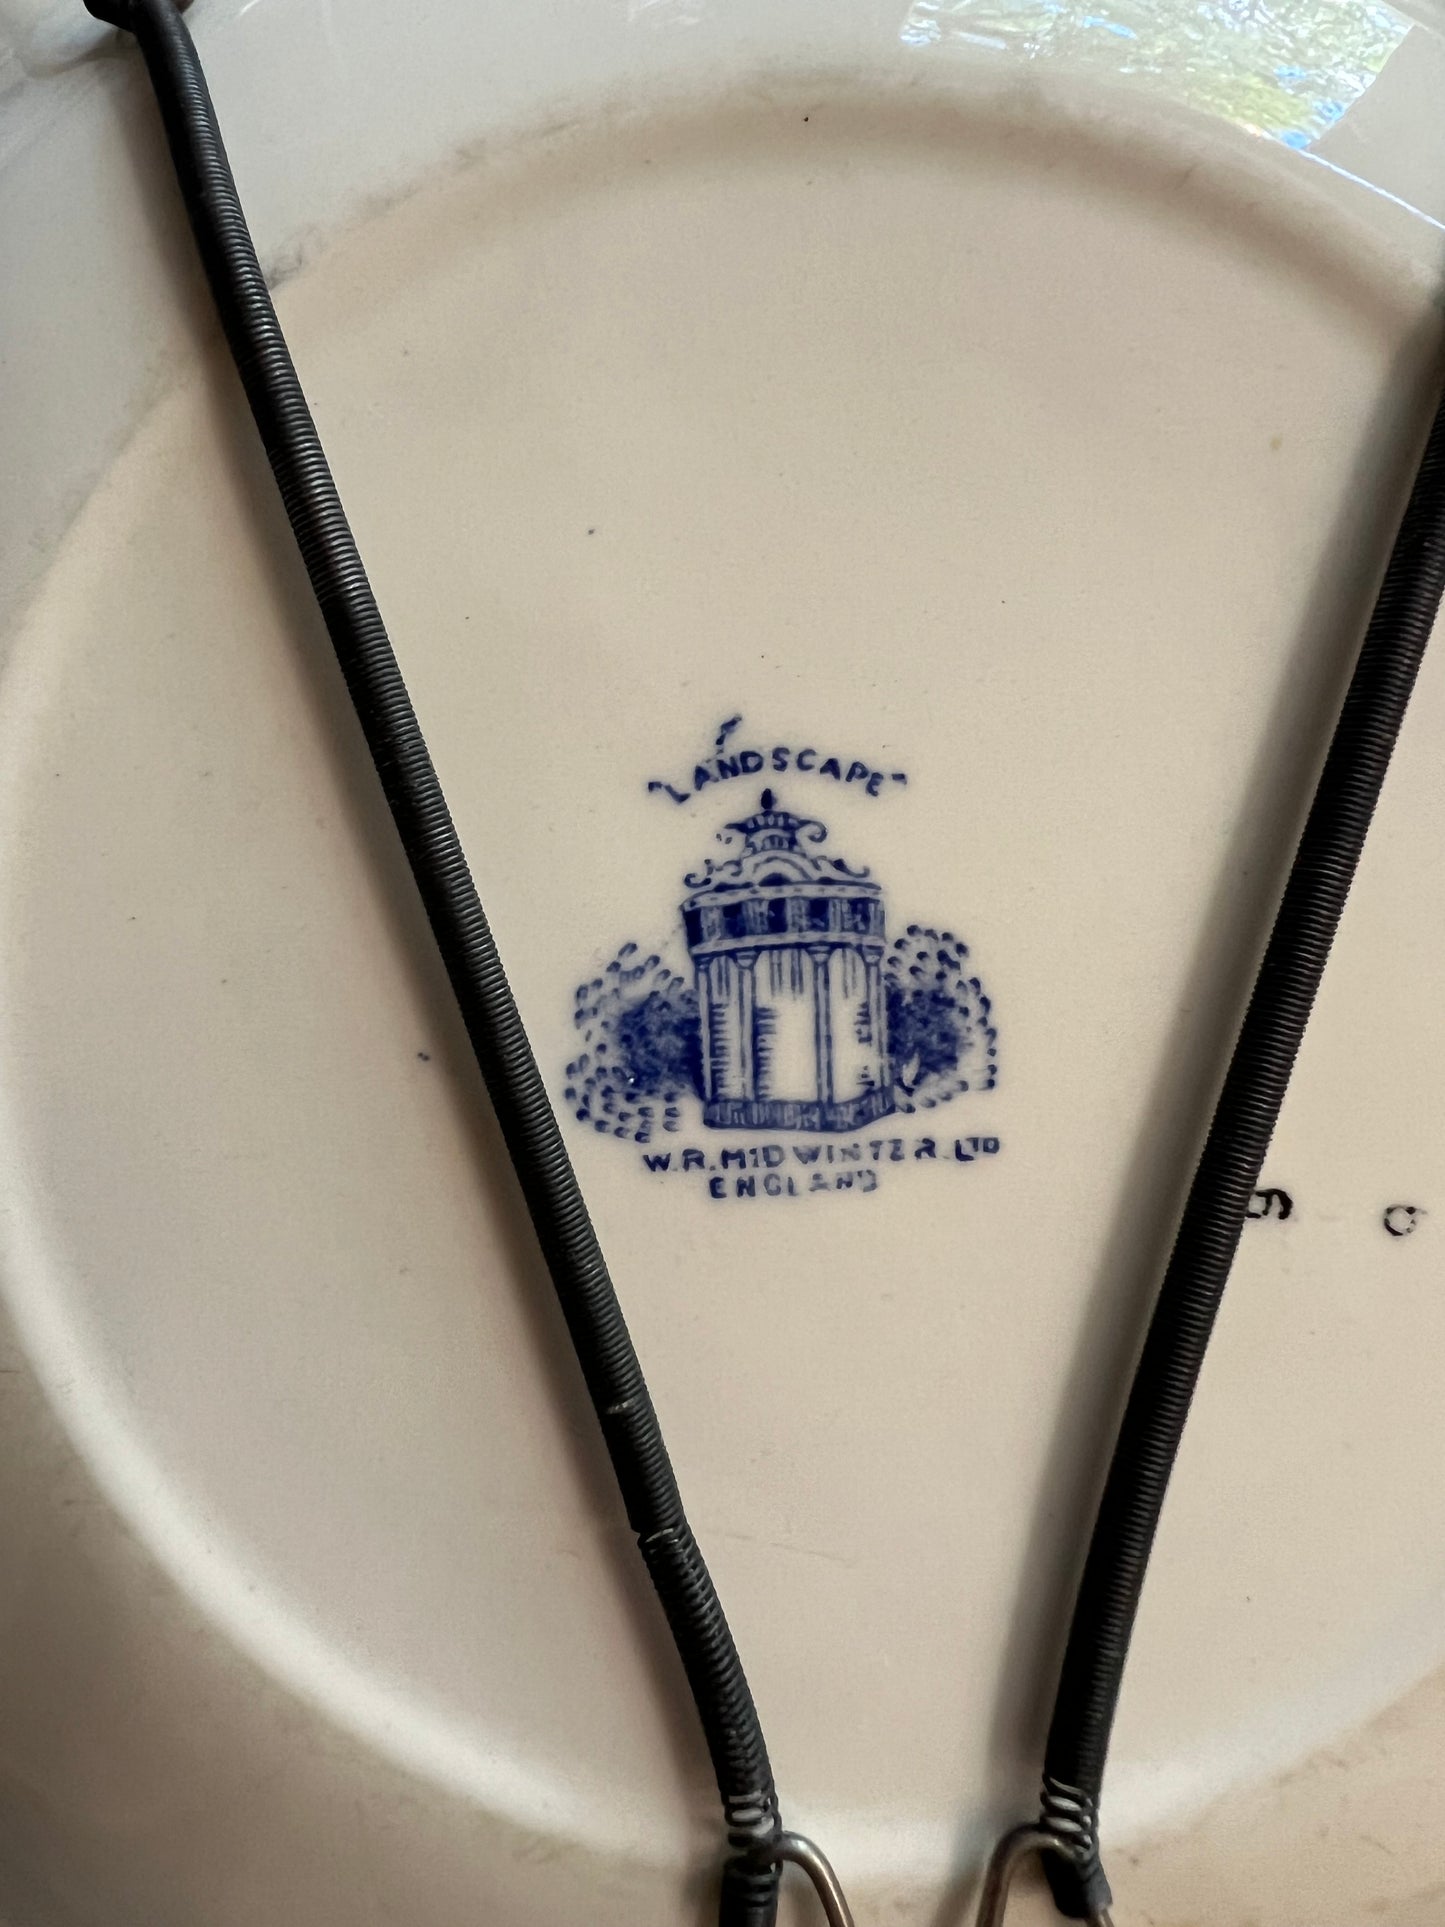 "LANDSCAPE"
W.R. MIDWINTER. LTD
ENGLAND